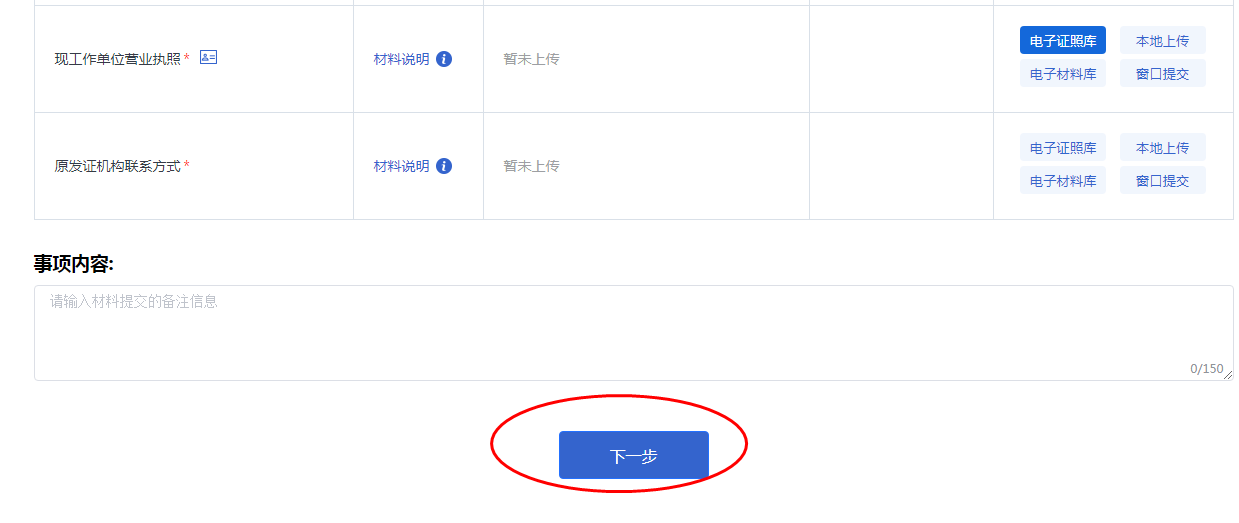 现工作单位营业执照*
材料说明
暂未上传
电子证照库
本地上传
电子材料库
窗口提交
原发证机构联系方式*
材料说明
暂未上传
电子证照库
本地上传
电子材料库
窗口提交
事项内容:
请输入材料提交的备注信息
0/150
下一步